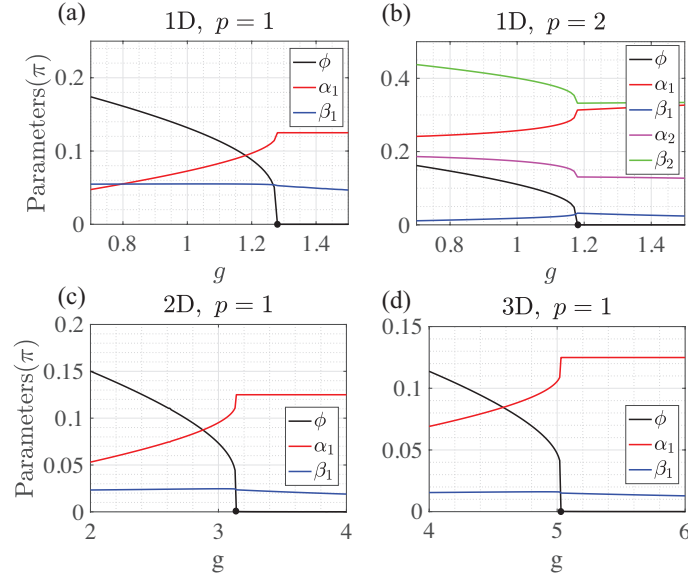 (a) 1D, p = 1
Parameters(π)
0.2
0.1
0
0.8 1 1.2 1.4
g
ϕ
α₁
β₁
(b) 1D, p = 2
0.4
0.2
0
0.8 1 1.2 1.4
g
ϕ
α₁
β₁
α₂
β₂
(c) 2D, p = 1
Parameters(π)
0.2
0.15
0.1
0.05
0
2 3 4
g
ϕ
α₁
β₁
(d) 3D, p = 1
0.15
0.1
0.05
0
4 5 6
g
ϕ
α₁
β₁